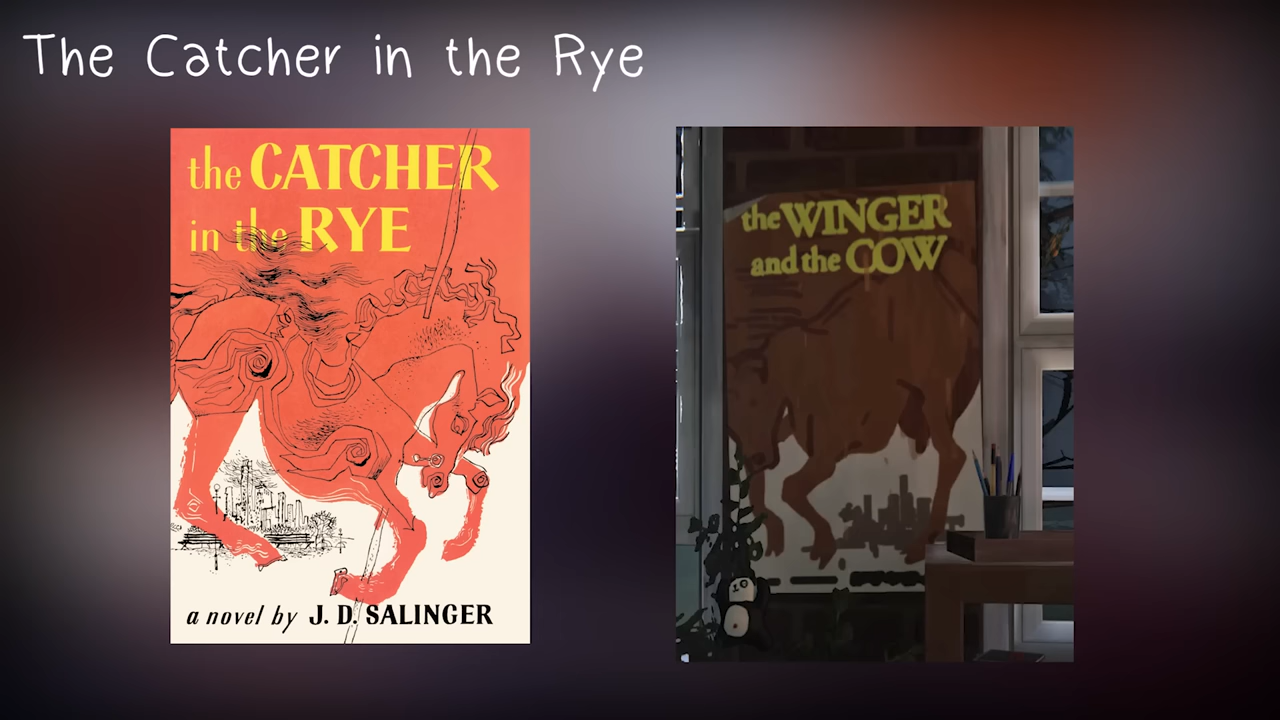 The Catcher in the Rye
the CATCHER
in the RYE
a novel by J. D. SALINGER
the WINGER
and the COW